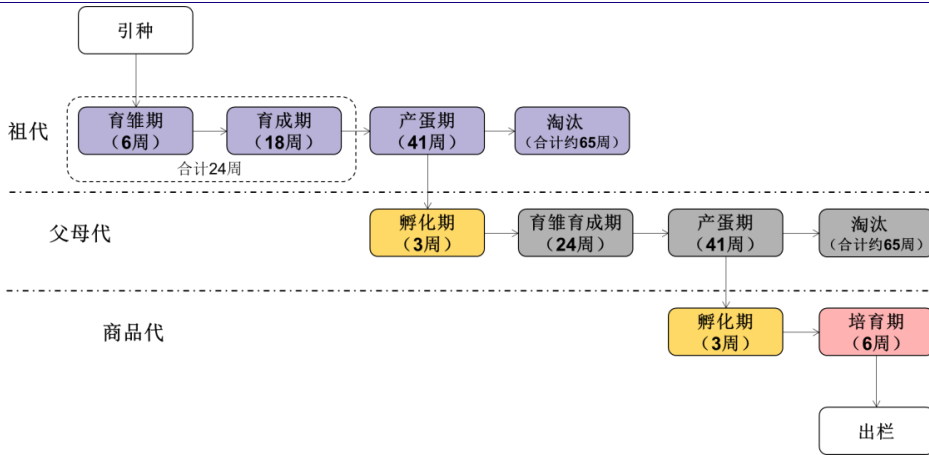 引种
祖代
育雏期
（6周）
育成期
（18周）
合计24周
产蛋期
（41周）
淘汰
（合计约65周）
父母代
孵化期
（3周）
育雏育成期
（24周）
产蛋期
（41周）
淘汰
（合计约65周）
商品代
孵化期
（3周）
培育期
（6周）
出栏